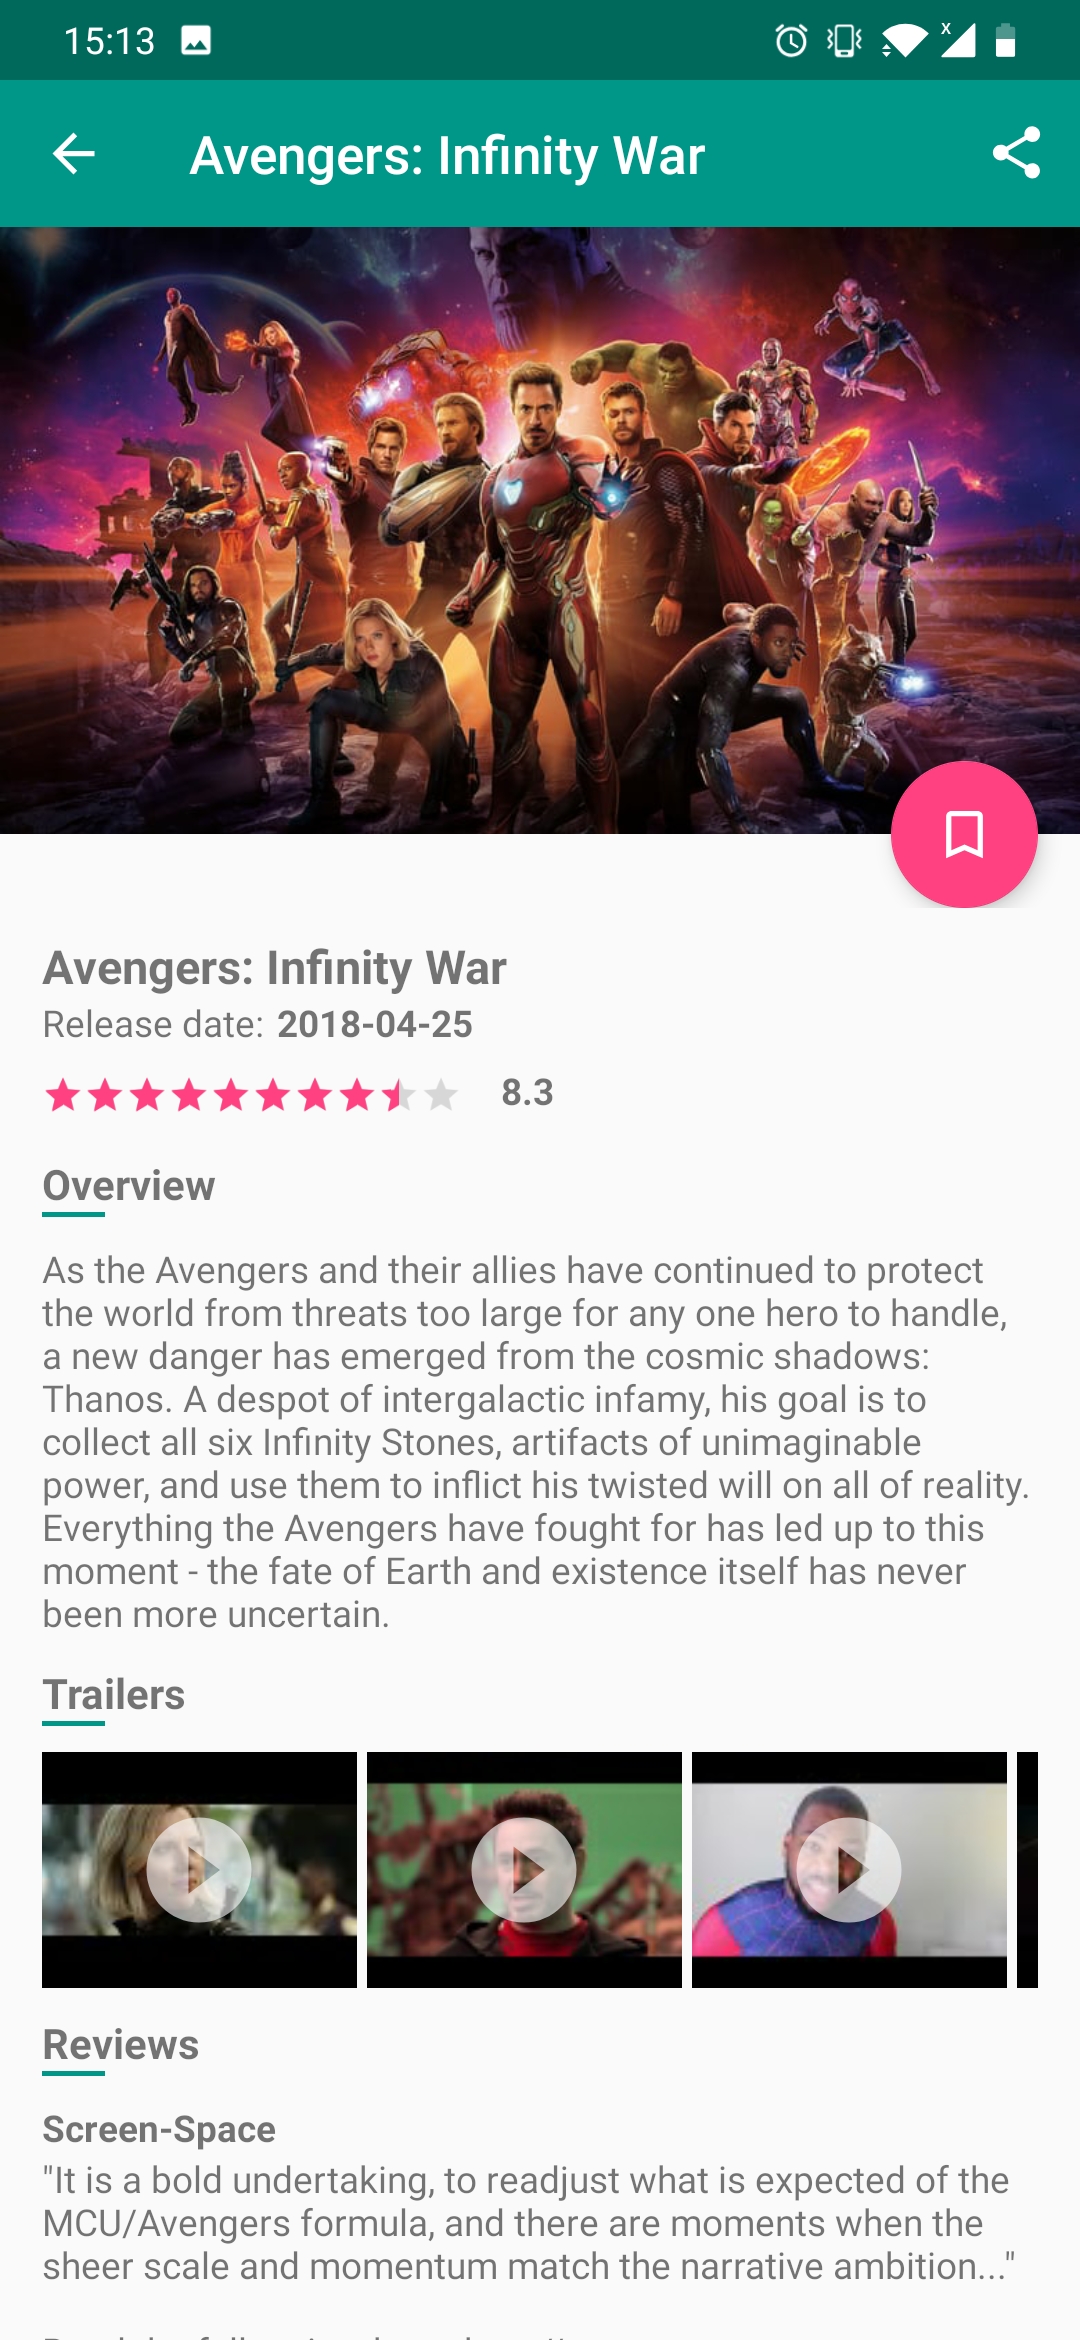 15:13
Avengers: Infinity War
Avengers: Infinity War
Release date: 2018-04-25
8.3
Overview
As the Avengers and their allies have continued to protect
the world from threats too large for any one hero to handle,
a new danger has emerged from the cosmic shadows:
Thanos. A despot of intergalactic infamy, his goal is to
collect all six Infinity Stones, artifacts of unimaginable
power, and use them to inflict his twisted will on all of reality.
Everything the Avengers have fought for has led up to this
moment - the fate of Earth and existence itself has never
been more uncertain.
Trailers
Reviews
Screen-Space
"It is a bold undertaking, to readjust what is expected of the
MCU/Avengers formula, and there are moments when the
sheer scale and momentum match the narrative ambition..."